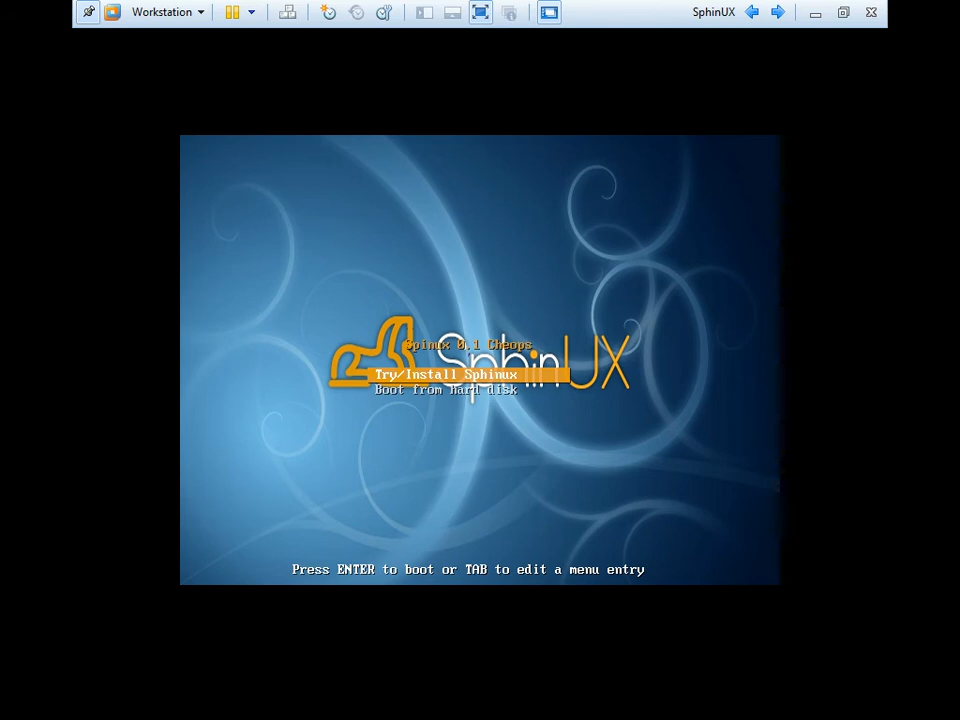 Workstation
SphinUX
Spinux 0.1 Cheops
SphinUX
Try/Install Sphinux
Boot from hard disk
Press ENTER to boot or TAB to edit a menu entry